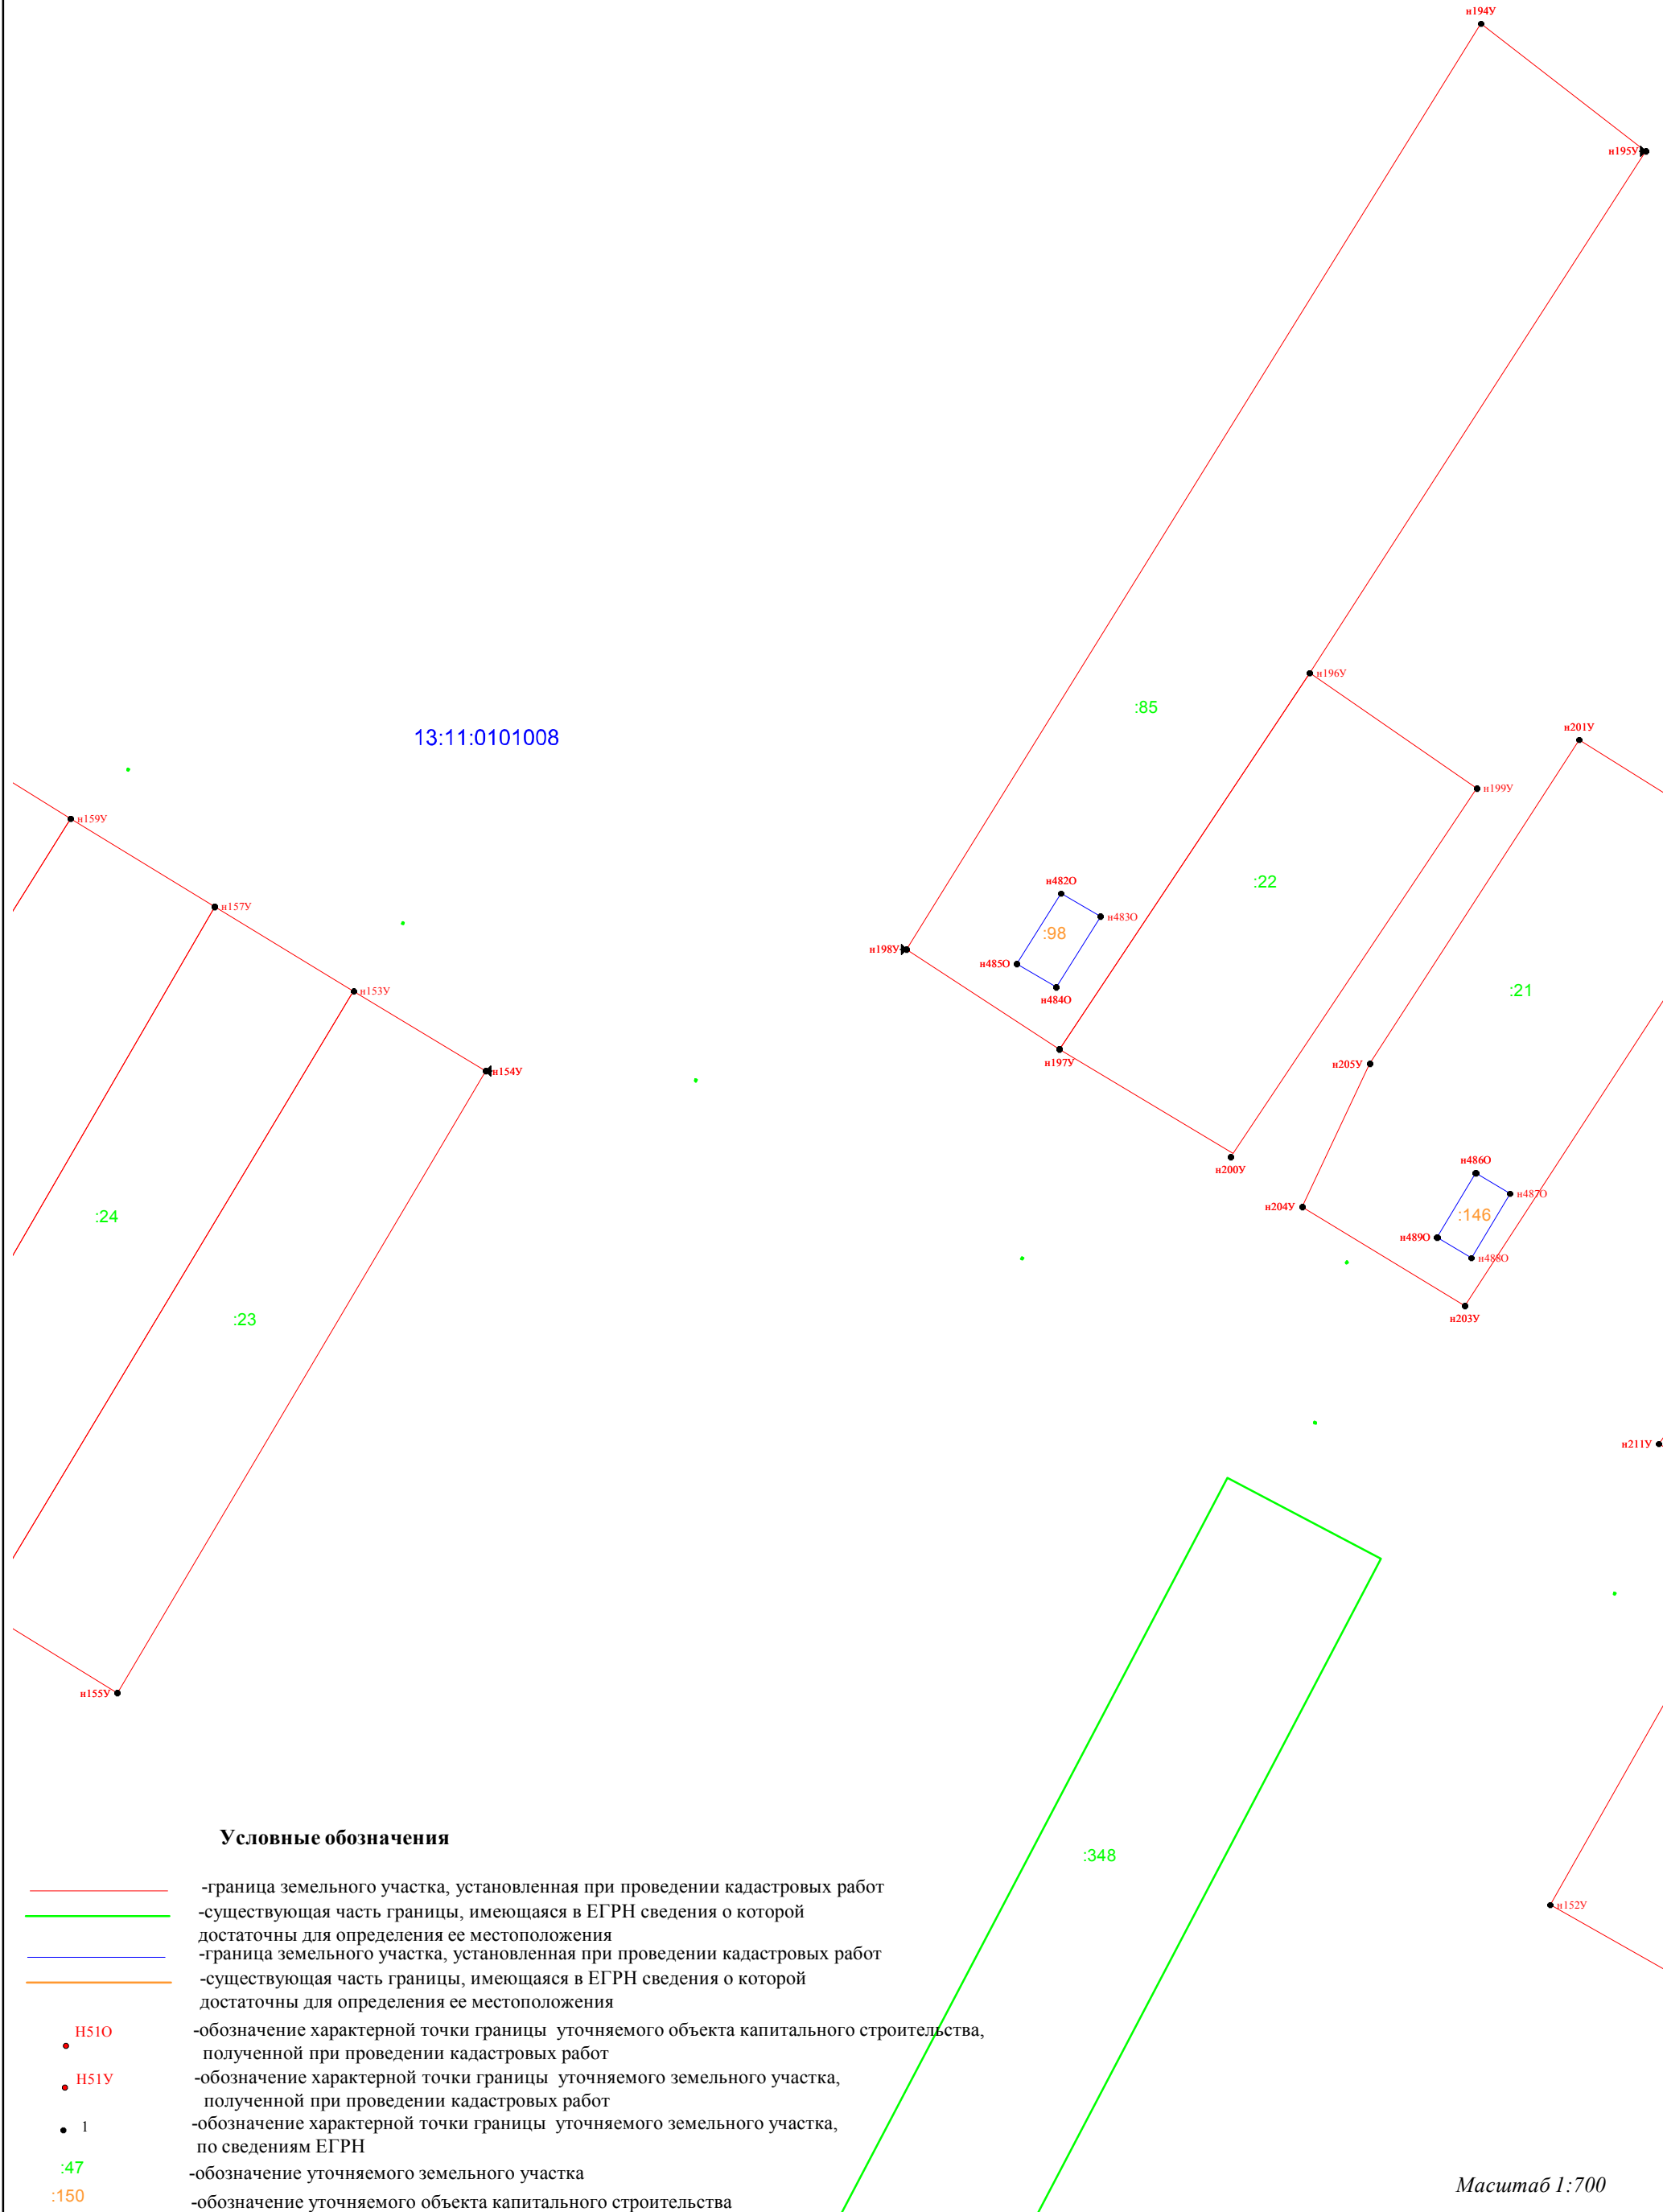 н194У
н195У
н196У
:85
13:11:0101008
н201У
н199У
н159У
:22
н482О
н157У
н483О
:98
н198У
н485О
н153У
:21
н484О
н197У
н205У
н154У
н486О
н200У
н487О
н204У
:146
:24
н489О
н488О
н203У
:23
н211У
н155У
Условные обозначения
:348
-граница земельного участка, установленная при проведении кадастровых работ
-существующая часть границы, имеющаяся в ЕГРН сведения о которой
достаточны для определения ее местоположения
н152У
-граница земельного участка, установленная при проведении кадастровых работ
-существующая часть границы, имеющаяся в ЕГРН сведения о которой
достаточны для определения ее местоположения
Н51О
-обозначение характерной точки границы уточняемого объекта капитального строительства,
полученной при проведении кадастровых работ
Н51У
-обозначение характерной точки границы уточняемого земельного участка,
полученной при проведении кадастровых работ
1
-обозначение характерной точки границы уточняемого земельного участка,
по сведениям ЕГРН
:47
-обозначение уточняемого земельного участка
:150
-обозначение уточняемого объекта капитального строительства
Масштаб 1:700